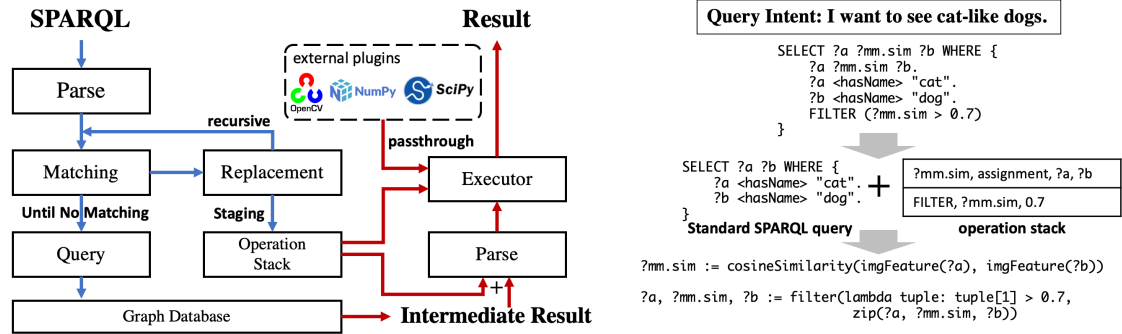 SPARQL
Result
external plugins
OpenCV
NumPy
SciPy
Parse
recursive
passthrough
Matching
Replacement
Executor
Until No Matching
Staging
Query
Operation
Stack
Parse
+
Graph Database
Intermediate Result
Query Intent: I want to see cat-like dogs.
SELECT ?a ?mm.sim ?b WHERE {
?a ?mm.sim ?b.
?a <hasName> "cat".
?b <hasName> "dog".
FILTER (?mm.sim > 0.7)
}
SELECT ?a ?b WHERE {
?a <hasName> "cat".
?b <hasName> "dog".
}
+
?mm.sim, assignment, ?a, ?b
FILTER, ?mm.sim, 0.7
Standard SPARQL query
operation stack
?mm.sim := cosineSimilarity(imgFeature(?a), imgFeature(?b))
?a, ?mm.sim, ?b := filter(lambda tuple: tuple[1] > 0.7,
zip(?a, ?mm.sim, ?b))